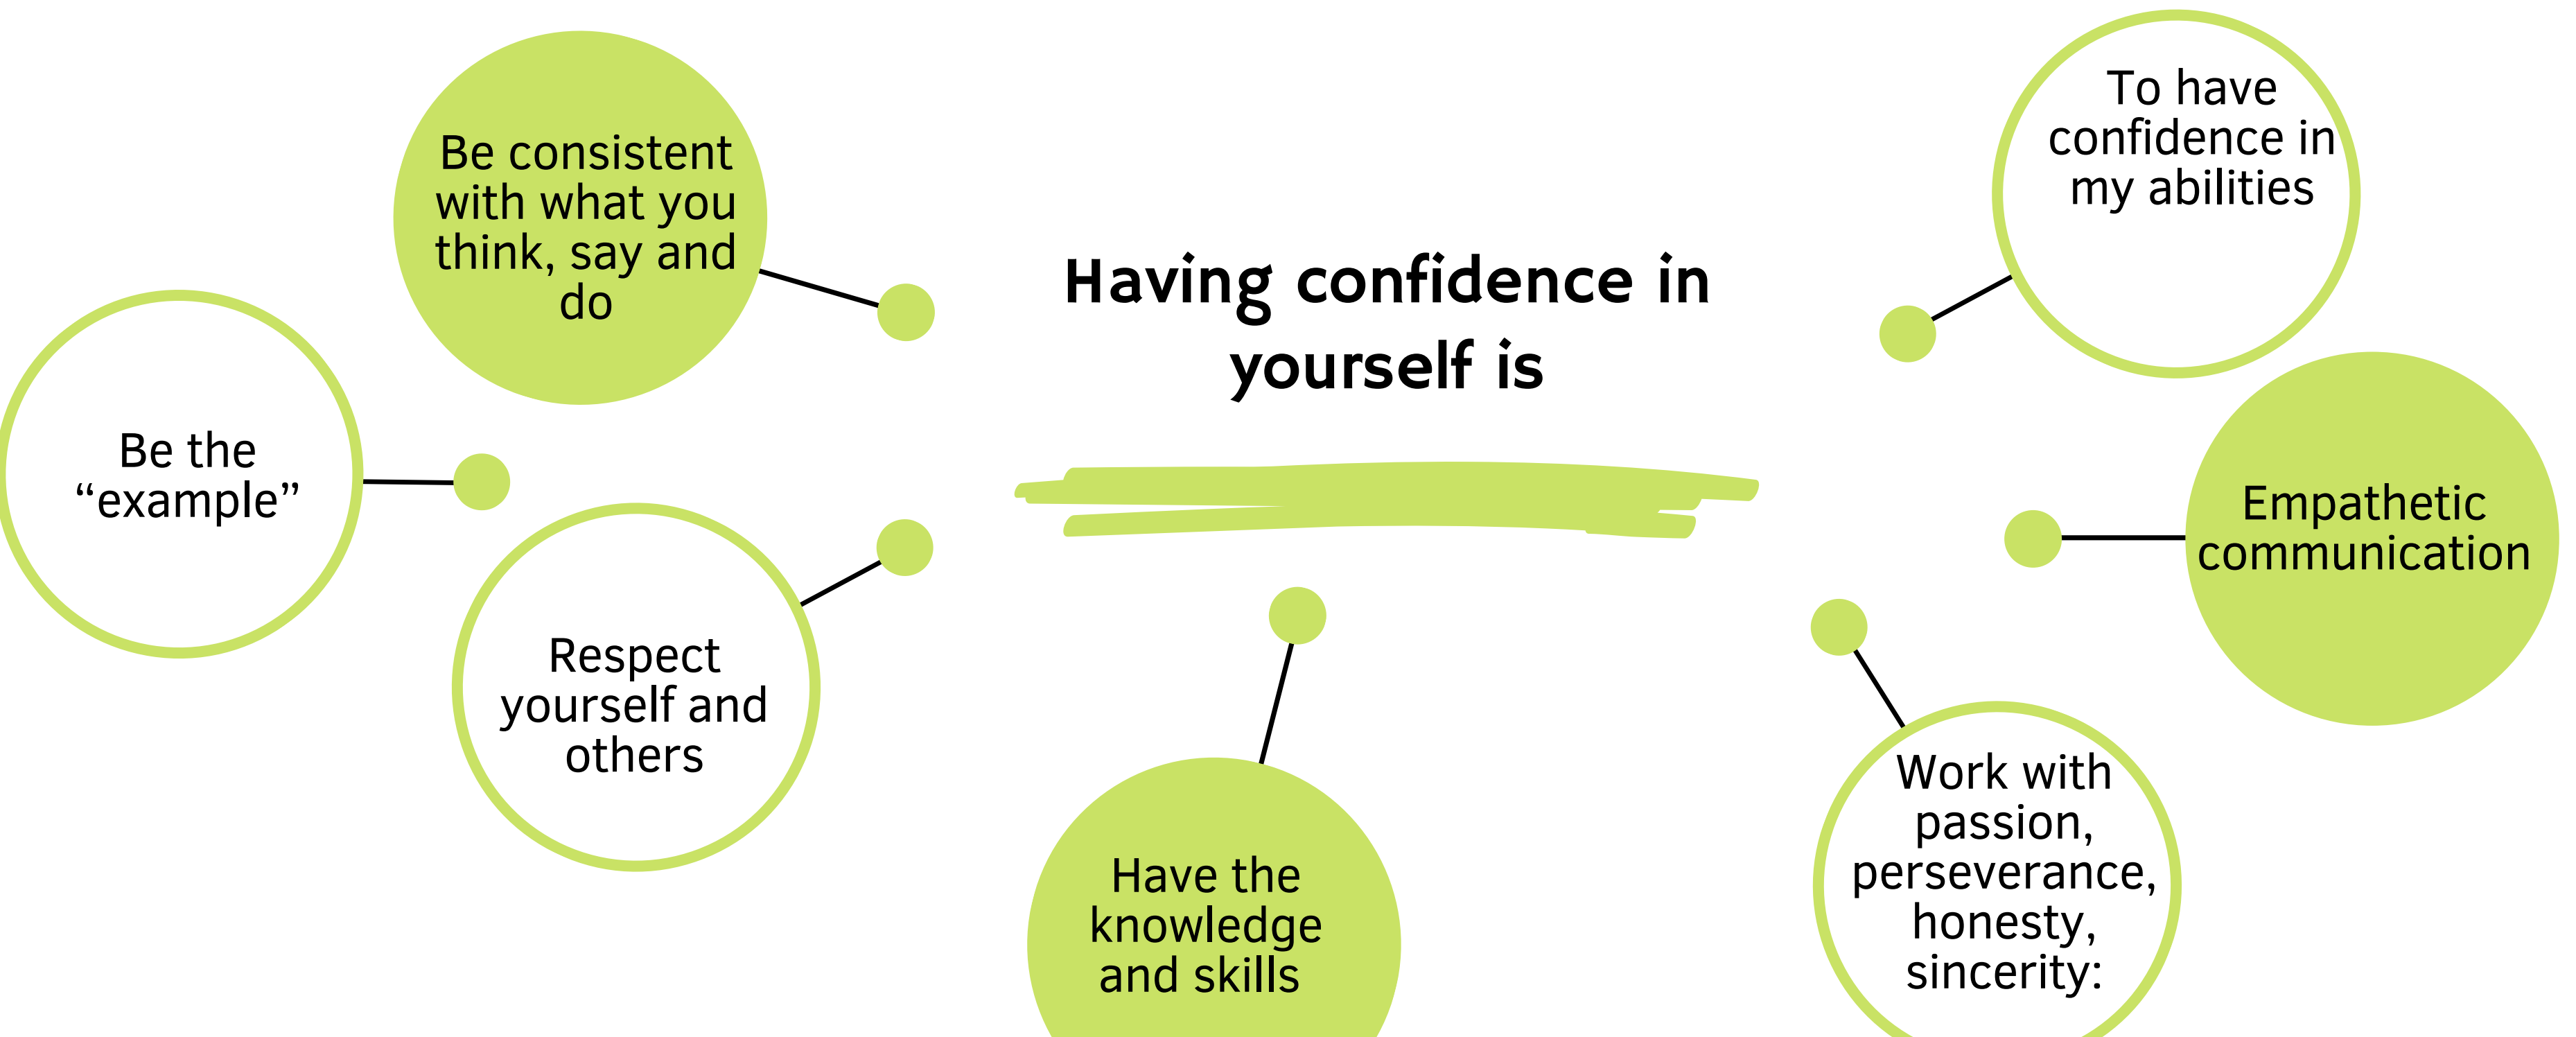 Having confidence in
yourself is
Be consistent
with what you
think, say and
do
Be the
“example”
Respect
yourself and
others
Have the
knowledge
and skills
To have
confidence in
my abilities
Empathetic
communication
Work with
passion,
perseverance,
honesty,
sincerity: